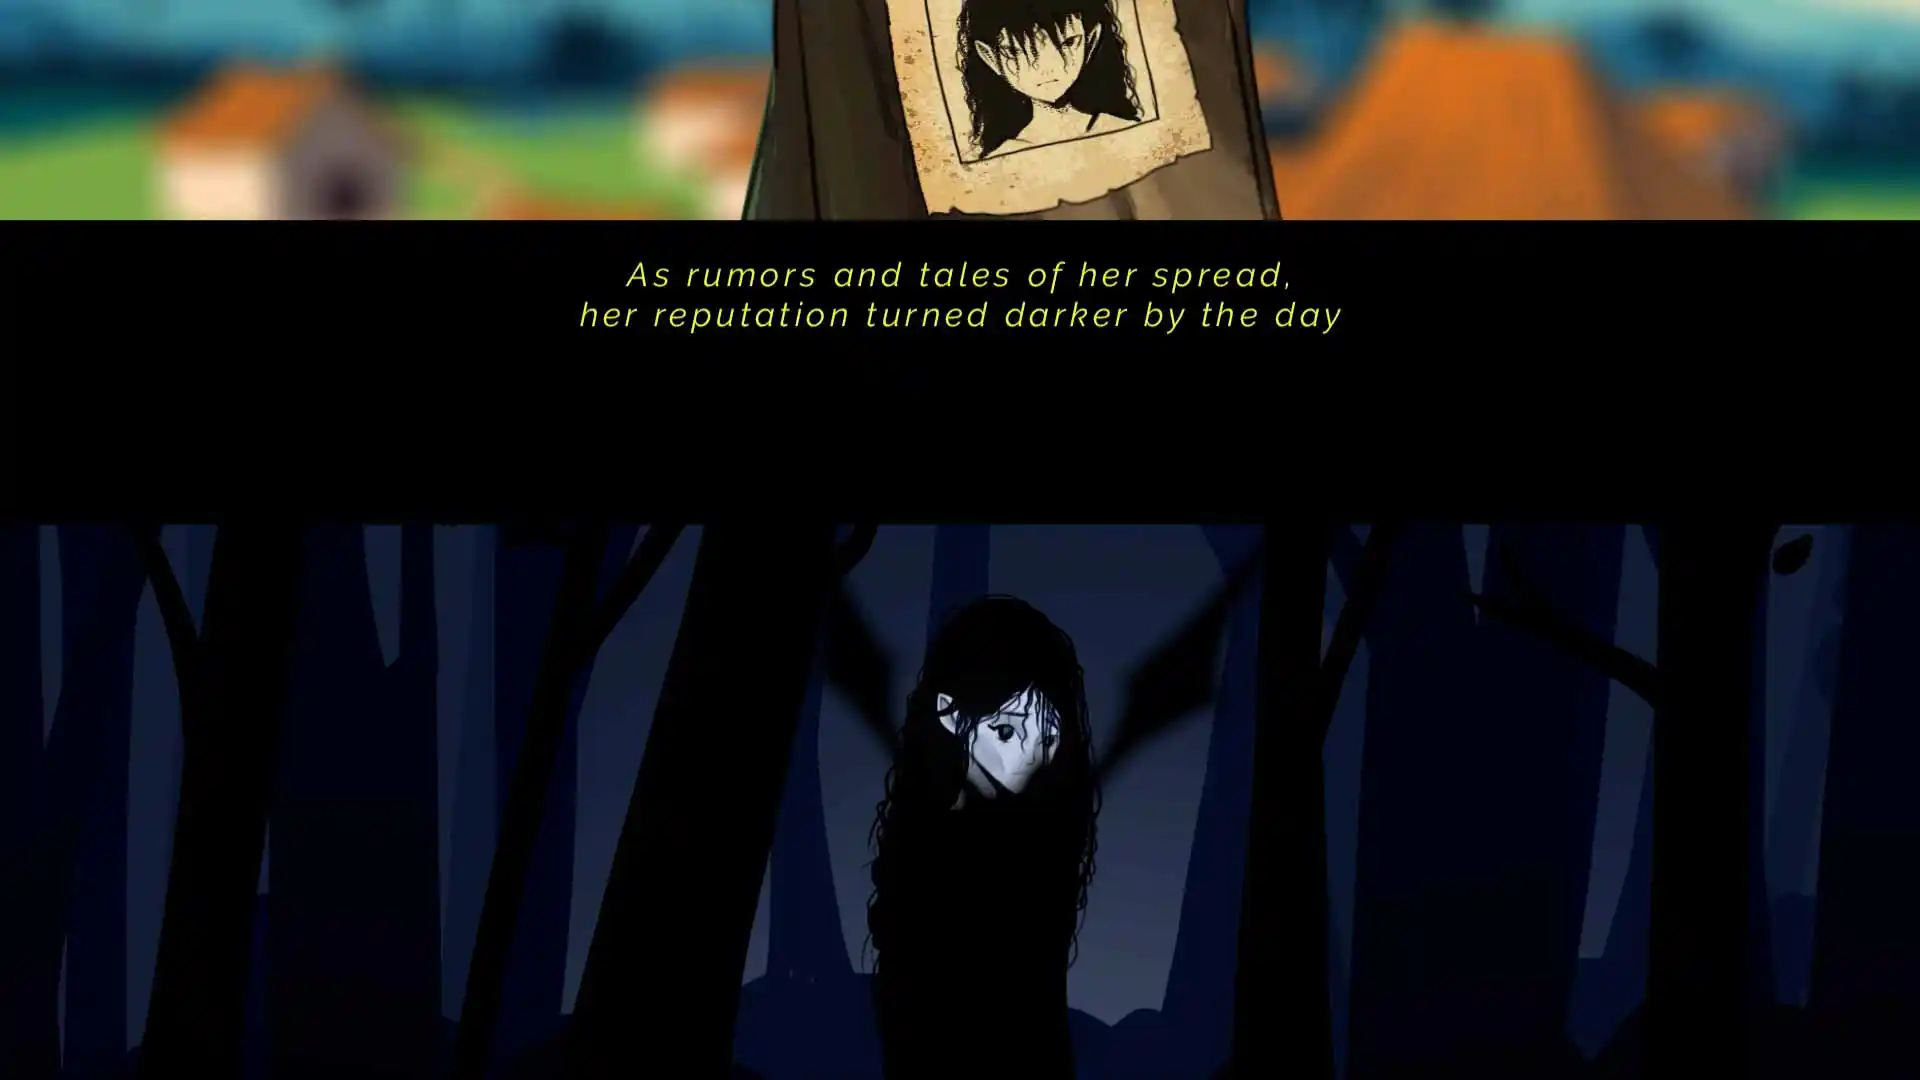 As rumors and tales of her spread,
her reputation turned darker by the day